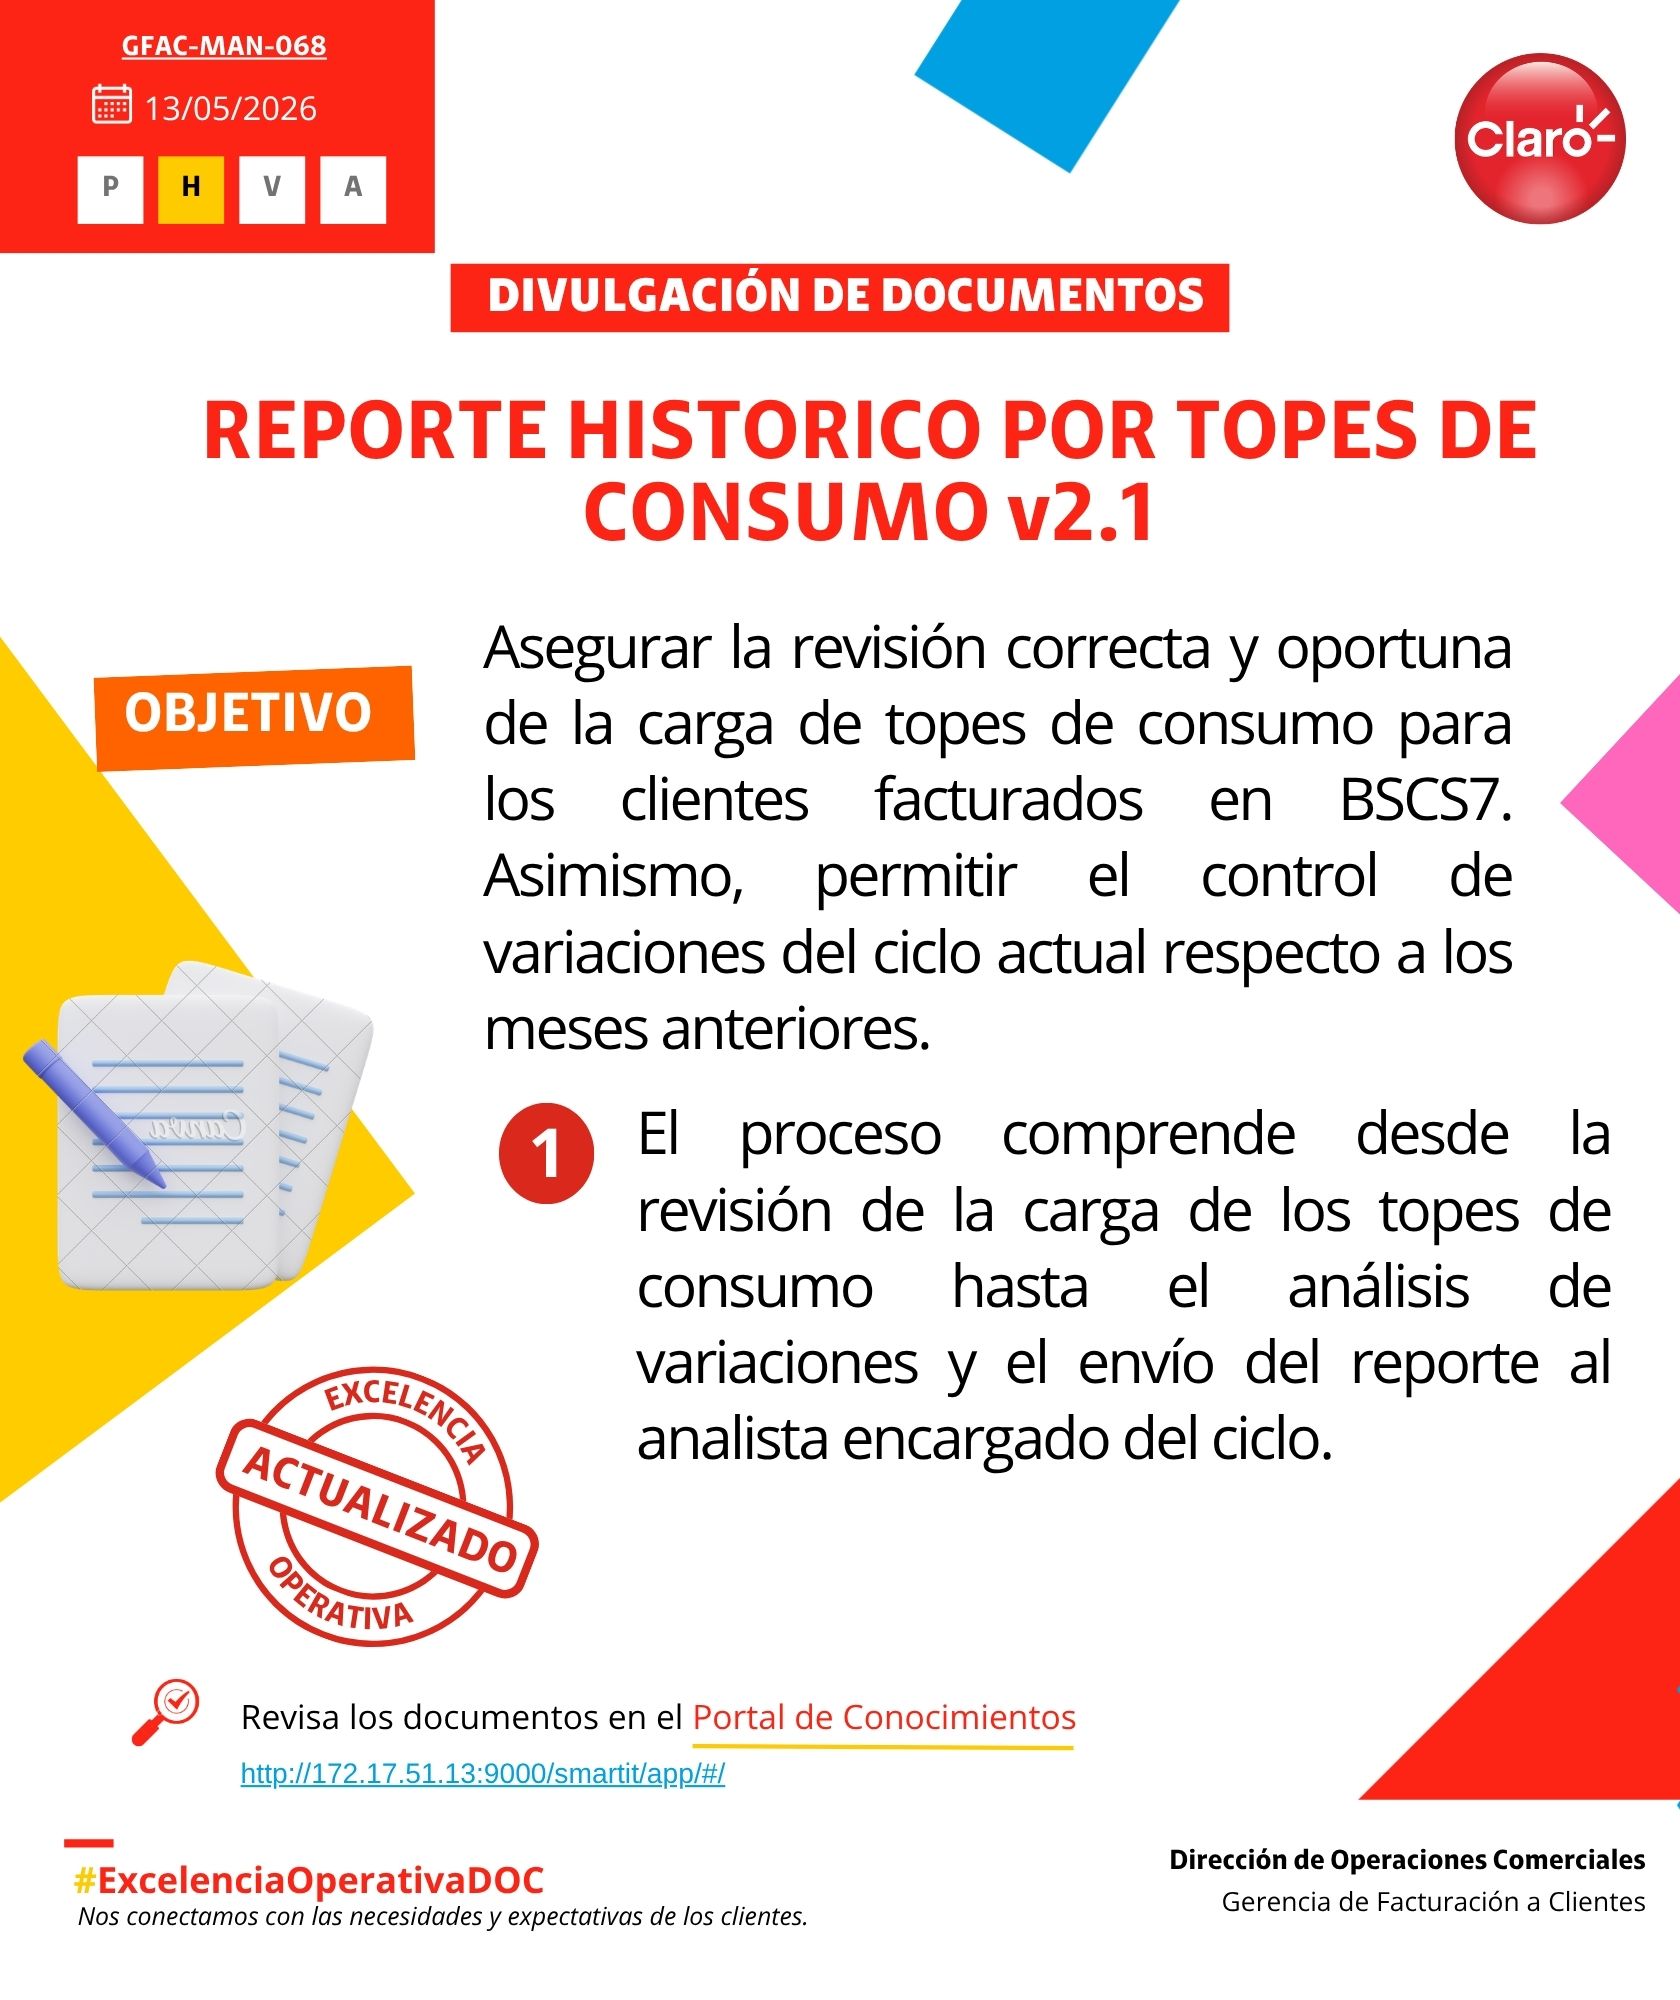 GFAC-MAN-068
13/05/2026
P H V A
Claro
DIVULGACIÓN DE DOCUMENTOS
REPORTE HISTORICO POR TOPES DE
CONSUMO v2.1
OBJETIVO
Asegurar la revisión correcta y oportuna
de la carga de topes de consumo para
los clientes facturados en BSCS7.
Asimismo, permitir el control de
variaciones del ciclo actual respecto a los
meses anteriores.
Canva
1
El proceso comprende desde la
revisión de la carga de los topes de
consumo hasta el análisis de
variaciones y el envío del reporte al
analista encargado del ciclo.
EXCELENCIA
ACTUALIZADO
OPERATIVA
Revisa los documentos en el Portal de Conocimientos
http://172.17.51.13:9000/smartit/app/#/
#ExcelenciaOperativaDOC
Nos conectamos con las necesidades y expectativas de los clientes.
Dirección de Operaciones Comerciales
Gerencia de Facturación a Clientes